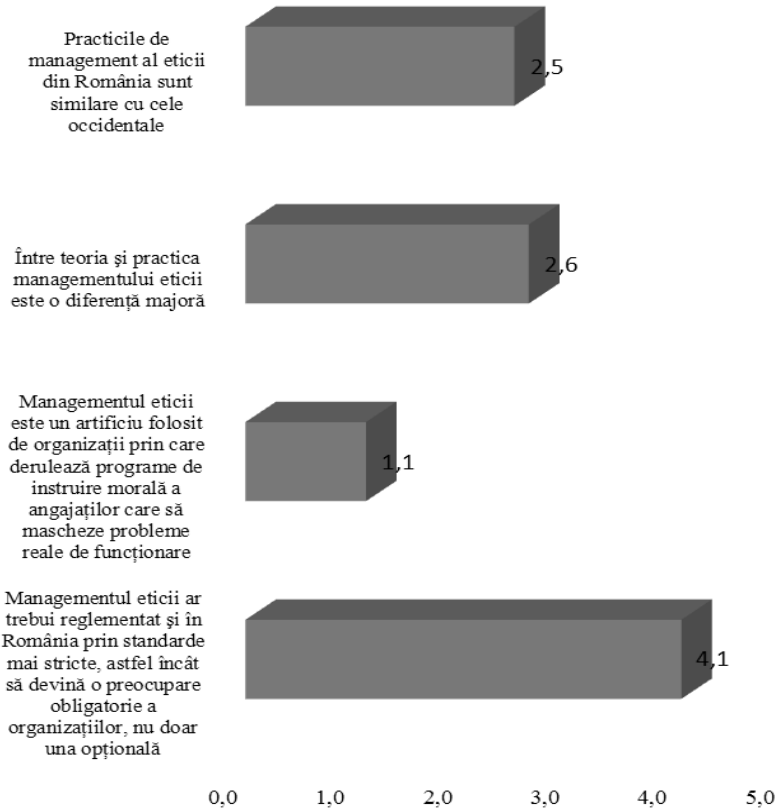 Practicile de
management al eticii
din România sunt
similare cu cele
occidentale
2,5
Între teoria şi practica
managementului eticii
este o diferență majoră
2,6
Managementul eticii
este un artificiu folosit
de organizații prin care
derulează programe de
instruire morală a
angajaților care să
mascheze probleme
reale de funcționare
1,1
Managementul eticii ar
trebui reglementat şi în
România prin standarde
mai stricte, astfel încât
să devină o preocupare
obligatorie a
organizațiilor, nu doar
una opțională
4,1
0,0 1,0 2,0 3,0 4,0 5,0